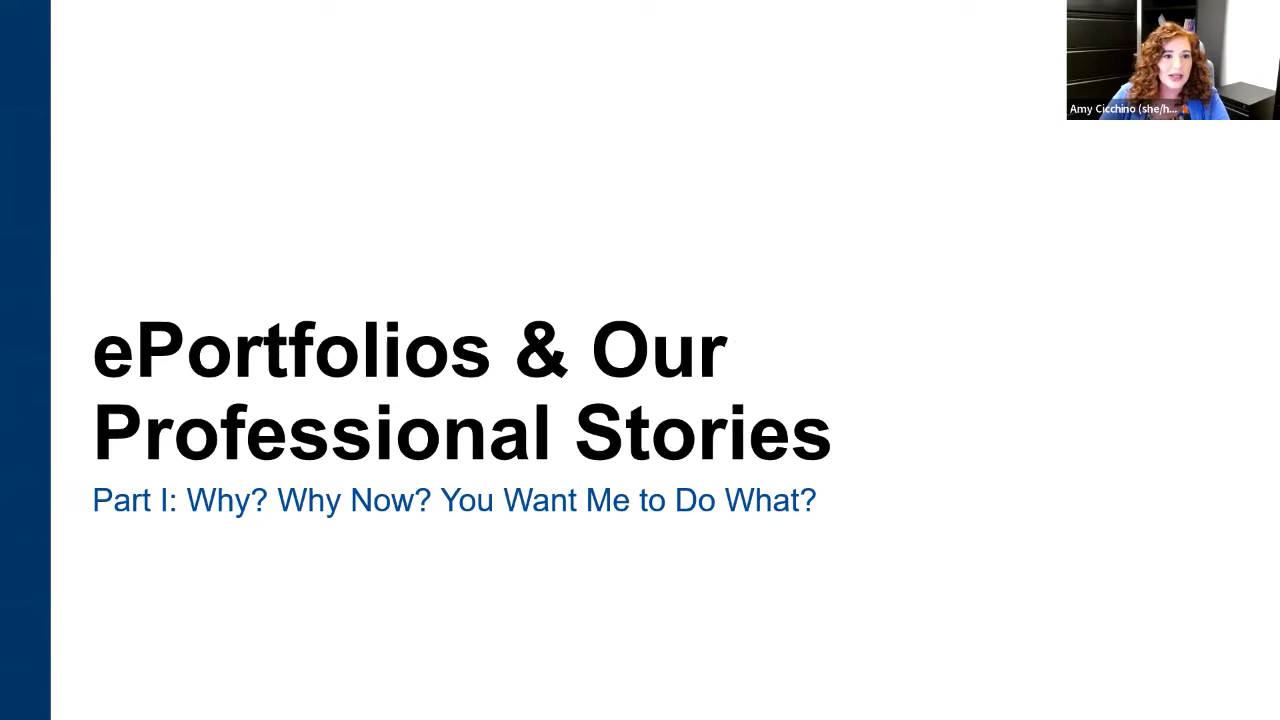 Amy Cicchino (she/h...
ePortfolios & Our
Professional Stories
Part I: Why? Why Now? You Want Me to Do What?